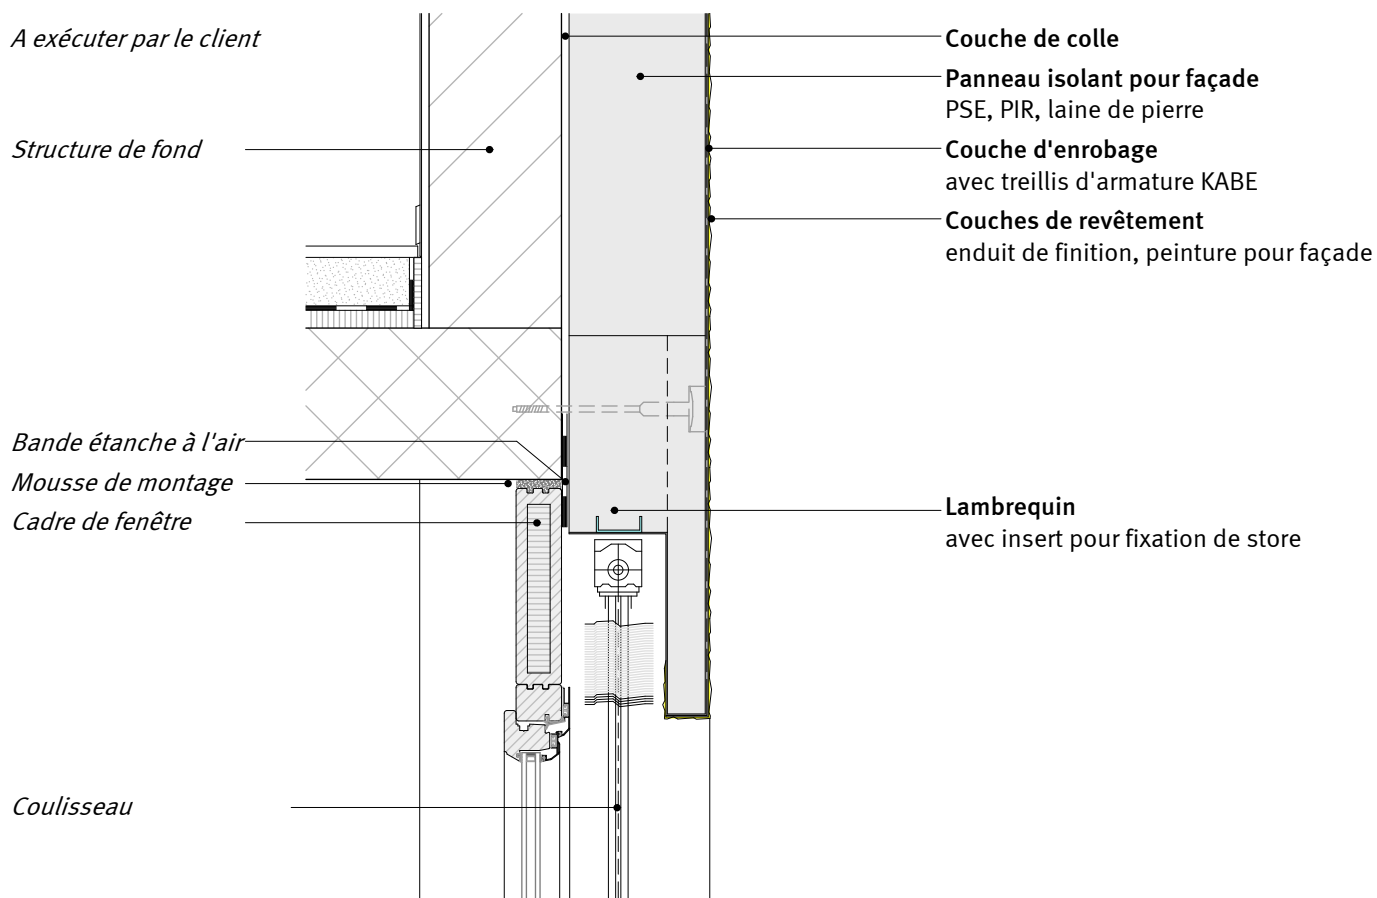 A exécuter par le client
Structure de fond
Bande étanche à l'air
Mousse de montage
Cadre de fenêtre
Coulisseau
Couche de colle
Panneau isolant pour façade
PSE, PIR, laine de pierre
Couche d'enrobage
avec treillis d'armature KABE
Couches de revêtement
enduit de finition, peinture pour façade
Lambrequin
avec insert pour fixation de store